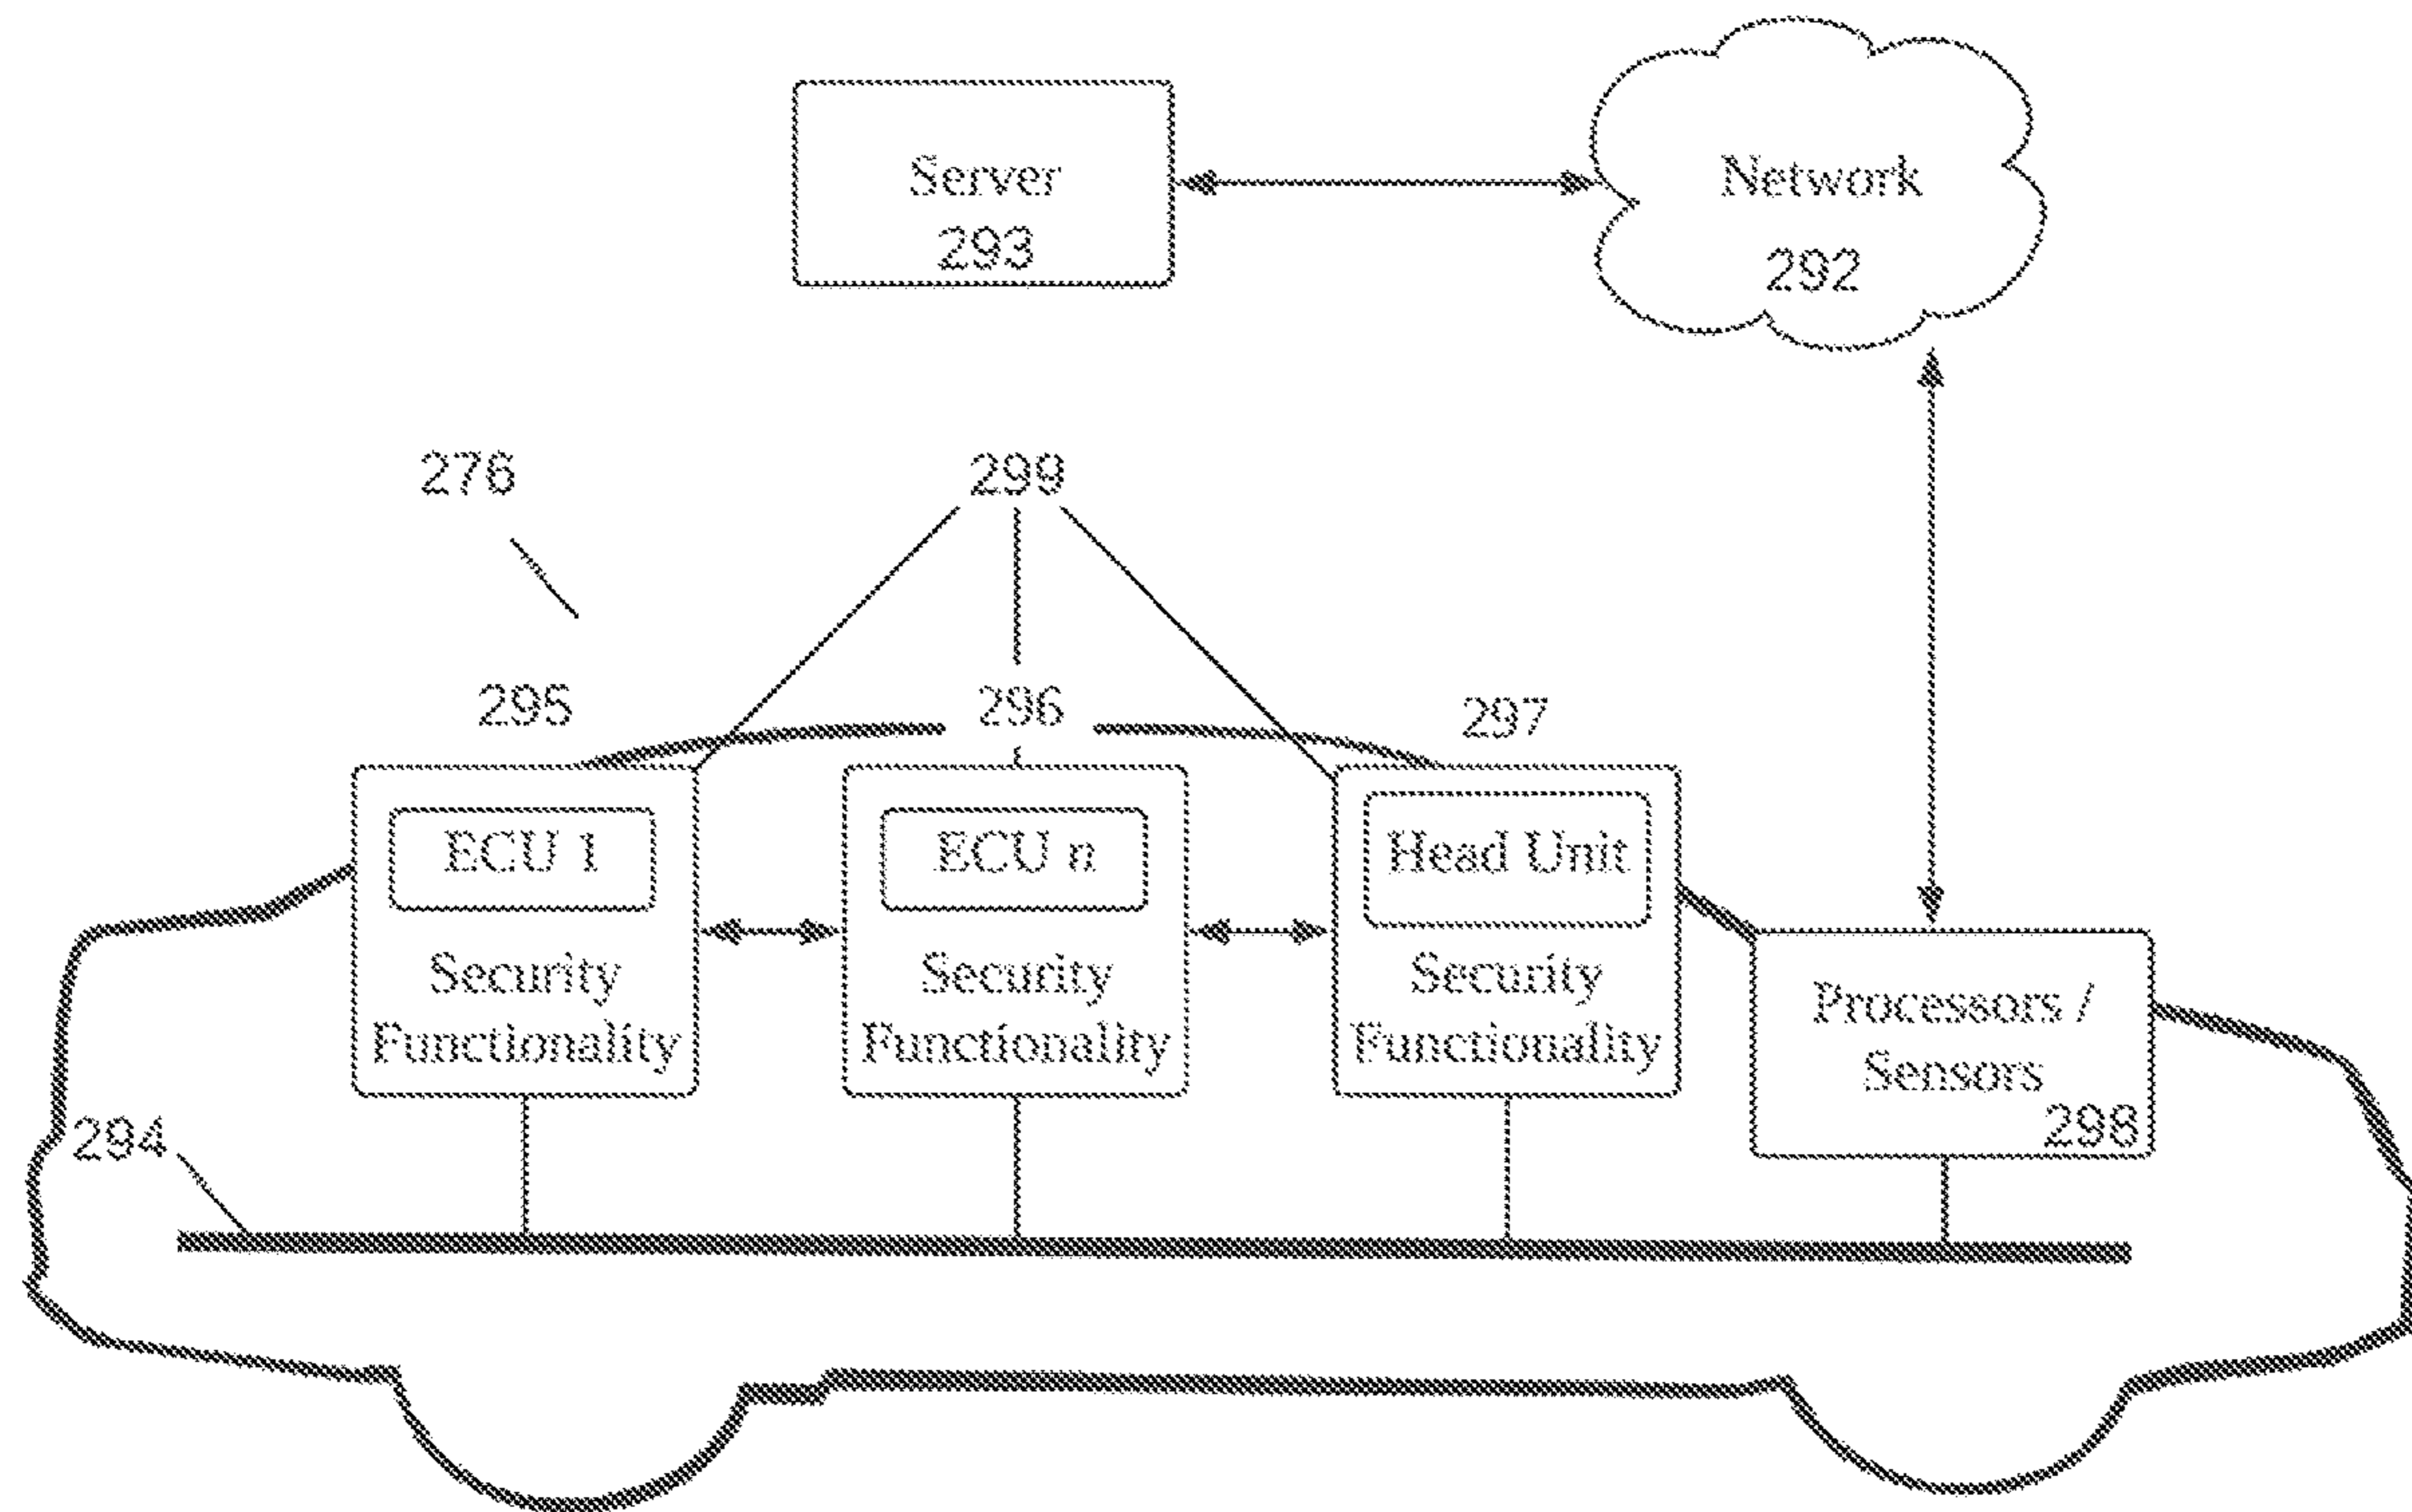 Server
293
Network
292
276
299
295
296
297
ECU 1
Security
Functionality
ECU n
Security
Functionality
Head Unit
Security
Functionality
Processors /
Sensors
298
294